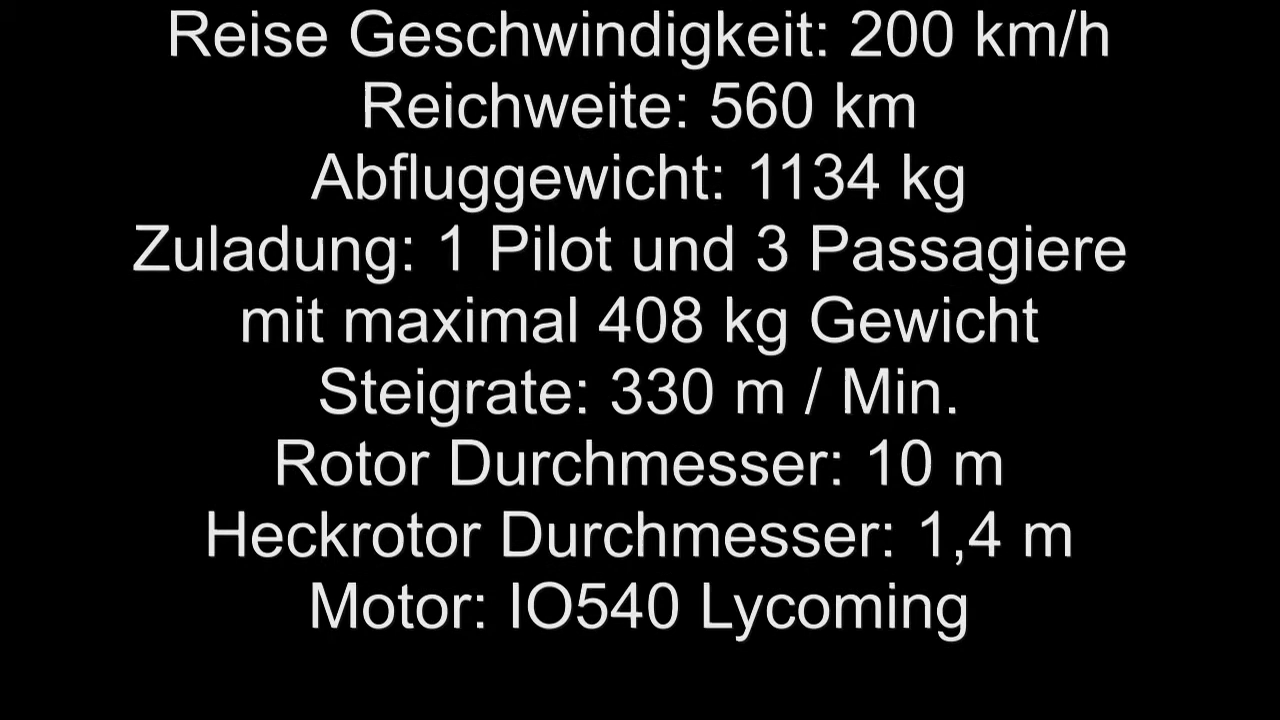 Reise Geschwindigkeit: 200 km/h
Reichweite: 560 km
Abfluggewicht: 1134 kg
Zuladung: 1 Pilot und 3 Passagiere
mit maximal 408 kg Gewicht
Steigrate: 330 m / Min.
Rotor Durchmesser: 10 m
Heckrotor Durchmesser: 1,4 m
Motor: IO540 Lycoming